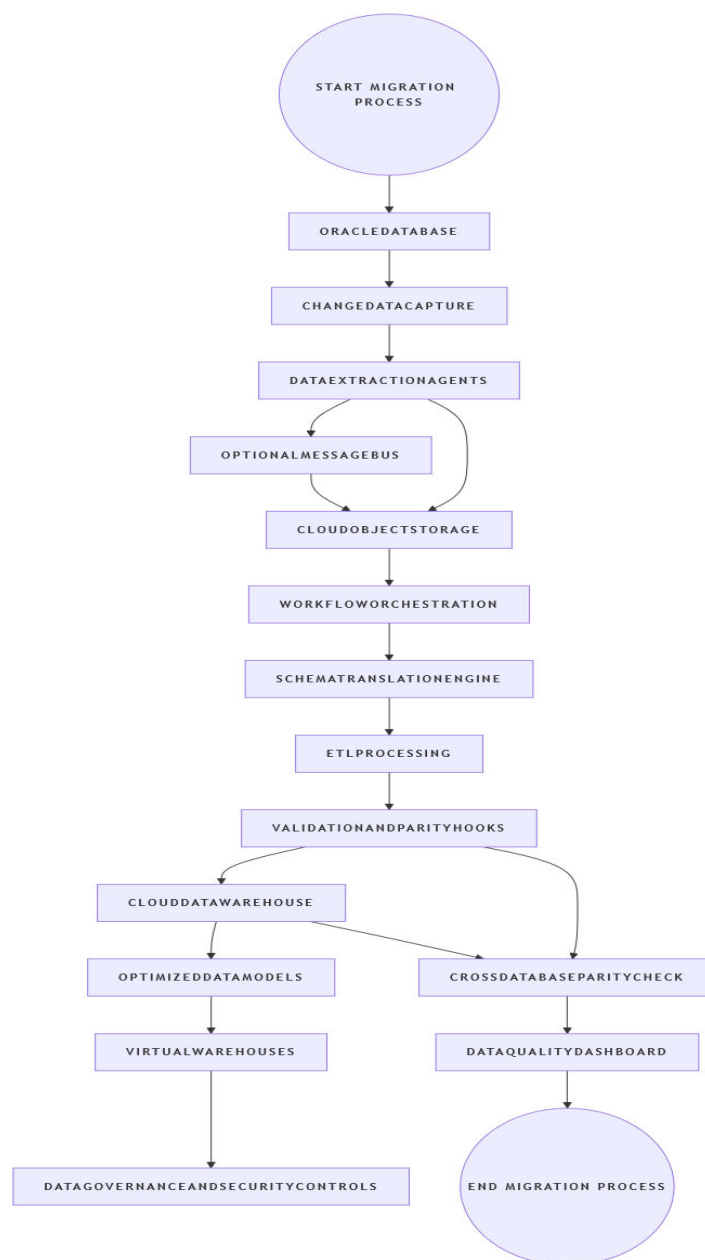 START MIGRATION
PROCESS
ORACLEDATABASE
CHANGEDATACAPTURE
DATAEXTRACTIONAGENTS
OPTIONALMESSAGEBUS
CLOUDOBJECTSTORAGE
WORKFLOWORCHESTRATION
SCHEMATRANSLATIONENGINE
ETLPROCESSING
VALIDATIONANDPARITYHOOKS
CLOUDDATAWAREHOUSE
OPTIMIZEDDATAMODELS
CROSSDATABASEPARITYCHECK
VIRTUALWAREHOUSES
DATAQUALITYDASHBOARD
DATAGOVERNANCEANDSECURITYCONTROLS
END MIGRATION PROCESS